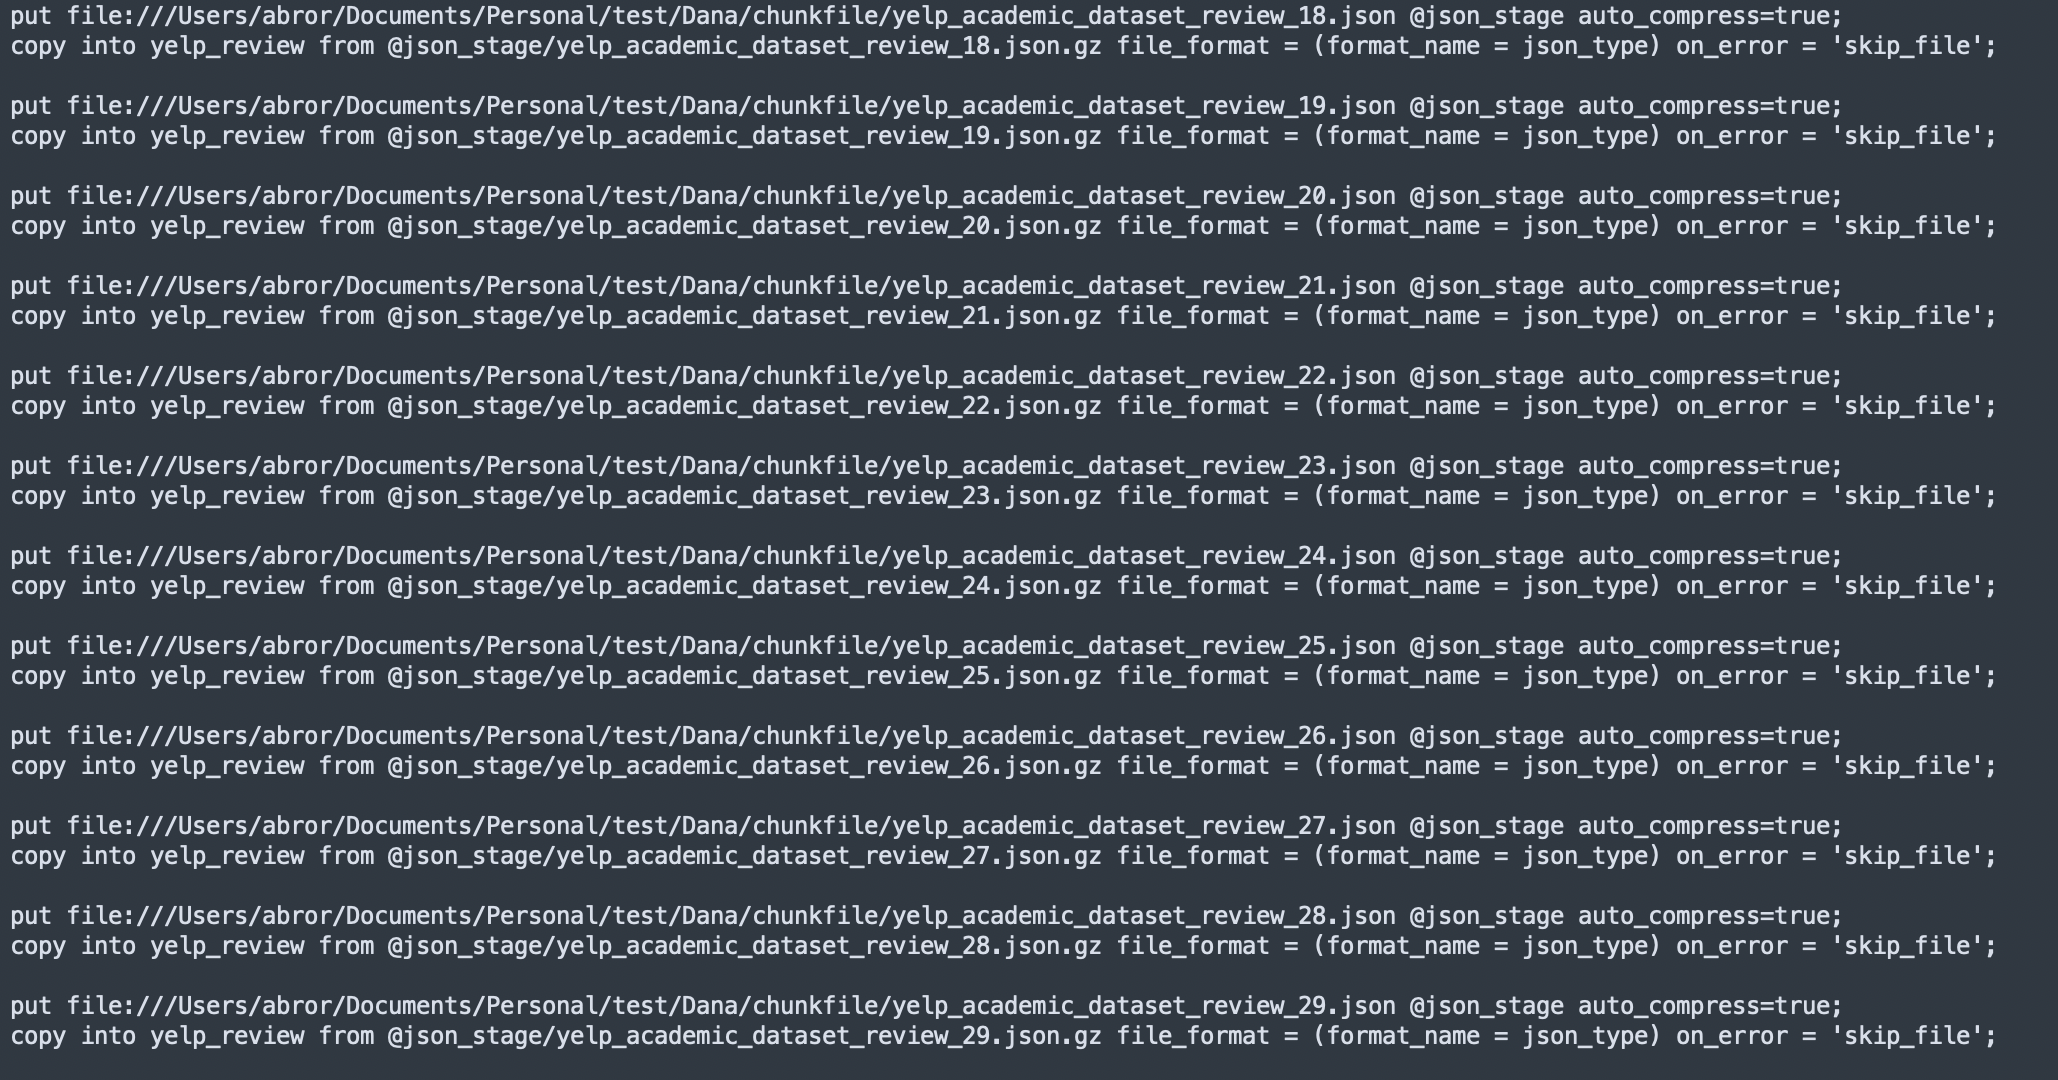 put file:///Users/abror/Documents/Personal/test/Dana/chunkfile/yelp_academic_dataset_review_18.json @json_stage auto_compress=true;
copy into yelp_review from @json_stage/yelp_academic_dataset_review_18.json.gz file_format = (format_name = json_type) on_error = 'skip_file';
put file:///Users/abror/Documents/Personal/test/Dana/chunkfile/yelp_academic_dataset_review_19.json @json_stage auto_compress=true;
copy into yelp_review from @json_stage/yelp_academic_dataset_review_19.json.gz file_format = (format_name = json_type) on_error = 'skip_file';
put file:///Users/abror/Documents/Personal/test/Dana/chunkfile/yelp_academic_dataset_review_20.json @json_stage auto_compress=true;
copy into yelp_review from @json_stage/yelp_academic_dataset_review_20.json.gz file_format = (format_name = json_type) on_error = 'skip_file';
put file:///Users/abror/Documents/Personal/test/Dana/chunkfile/yelp_academic_dataset_review_21.json @json_stage auto_compress=true;
copy into yelp_review from @json_stage/yelp_academic_dataset_review_21.json.gz file_format = (format_name = json_type) on_error = 'skip_file';
put file:///Users/abror/Documents/Personal/test/Dana/chunkfile/yelp_academic_dataset_review_22.json @json_stage auto_compress=true;
copy into yelp_review from @json_stage/yelp_academic_dataset_review_22.json.gz file_format = (format_name = json_type) on_error = 'skip_file';
put file:///Users/abror/Documents/Personal/test/Dana/chunkfile/yelp_academic_dataset_review_23.json @json_stage auto_compress=true;
copy into yelp_review from @json_stage/yelp_academic_dataset_review_23.json.gz file_format = (format_name = json_type) on_error = 'skip_file';
put file:///Users/abror/Documents/Personal/test/Dana/chunkfile/yelp_academic_dataset_review_24.json @json_stage auto_compress=true;
copy into yelp_review from @json_stage/yelp_academic_dataset_review_24.json.gz file_format = (format_name = json_type) on_error = 'skip_file';
put file:///Users/abror/Documents/Personal/test/Dana/chunkfile/yelp_academic_dataset_review_25.json @json_stage auto_compress=true;
copy into yelp_review from @json_stage/yelp_academic_dataset_review_25.json.gz file_format = (format_name = json_type) on_error = 'skip_file';
put file:///Users/abror/Documents/Personal/test/Dana/chunkfile/yelp_academic_dataset_review_26.json @json_stage auto_compress=true;
copy into yelp_review from @json_stage/yelp_academic_dataset_review_26.json.gz file_format = (format_name = json_type) on_error = 'skip_file';
put file:///Users/abror/Documents/Personal/test/Dana/chunkfile/yelp_academic_dataset_review_27.json @json_stage auto_compress=true;
copy into yelp_review from @json_stage/yelp_academic_dataset_review_27.json.gz file_format = (format_name = json_type) on_error = 'skip_file';
put file:///Users/abror/Documents/Personal/test/Dana/chunkfile/yelp_academic_dataset_review_28.json @json_stage auto_compress=true;
copy into yelp_review from @json_stage/yelp_academic_dataset_review_28.json.gz file_format = (format_name = json_type) on_error = 'skip_file';
put file:///Users/abror/Documents/Personal/test/Dana/chunkfile/yelp_academic_dataset_review_29.json @json_stage auto_compress=true;
copy into yelp_review from @json_stage/yelp_academic_dataset_review_29.json.gz file_format = (format_name = json_type) on_error = 'skip_file';